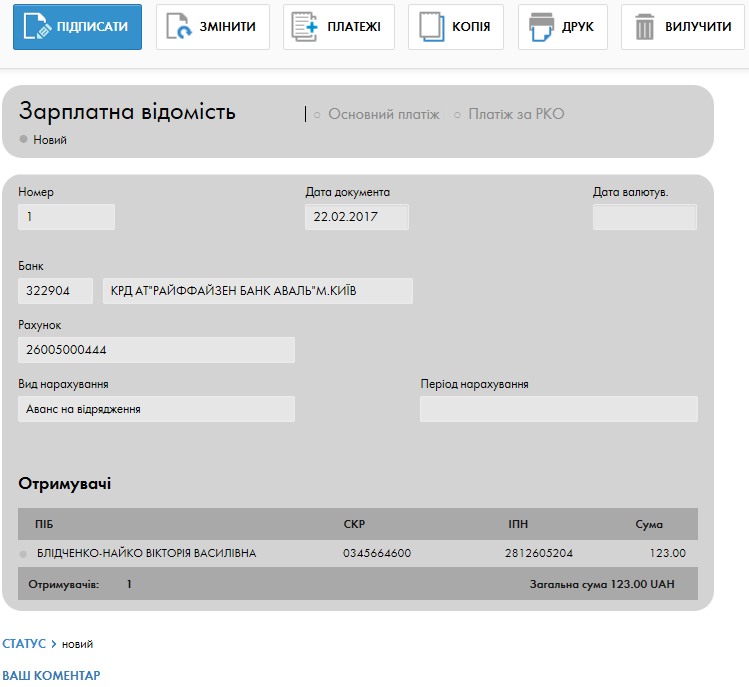 ПІДПИСАТИ ЗМІНИТИ ПЛАТЕЖІ КОПІЯ ДРУК ВИЛУЧИТИ
Зарплатна відомість
Основний платіж Платіж за РКО
Новий
Номер Дата документа Дата валютув.
1 22.02.2017
Банк
322904 КРД АТ"РАЙФФАЙЗЕН БАНК АВАЛЬ"М.КИЇВ
Рахунок
26005000444
Вид нарахування Період нарахування
Аванс на відрядження
Отримувачі
ПІБ СКР ІПН Сума
БЛІДЧЕНКО-НАЙКО ВІКТОРІЯ ВАСИЛІВНА 0345664600 2812605204 123.00
Отримувачів: 1 Загальна сума 123.00 UAH
СТАТУС > новий
ВАШ КОМЕНТАР